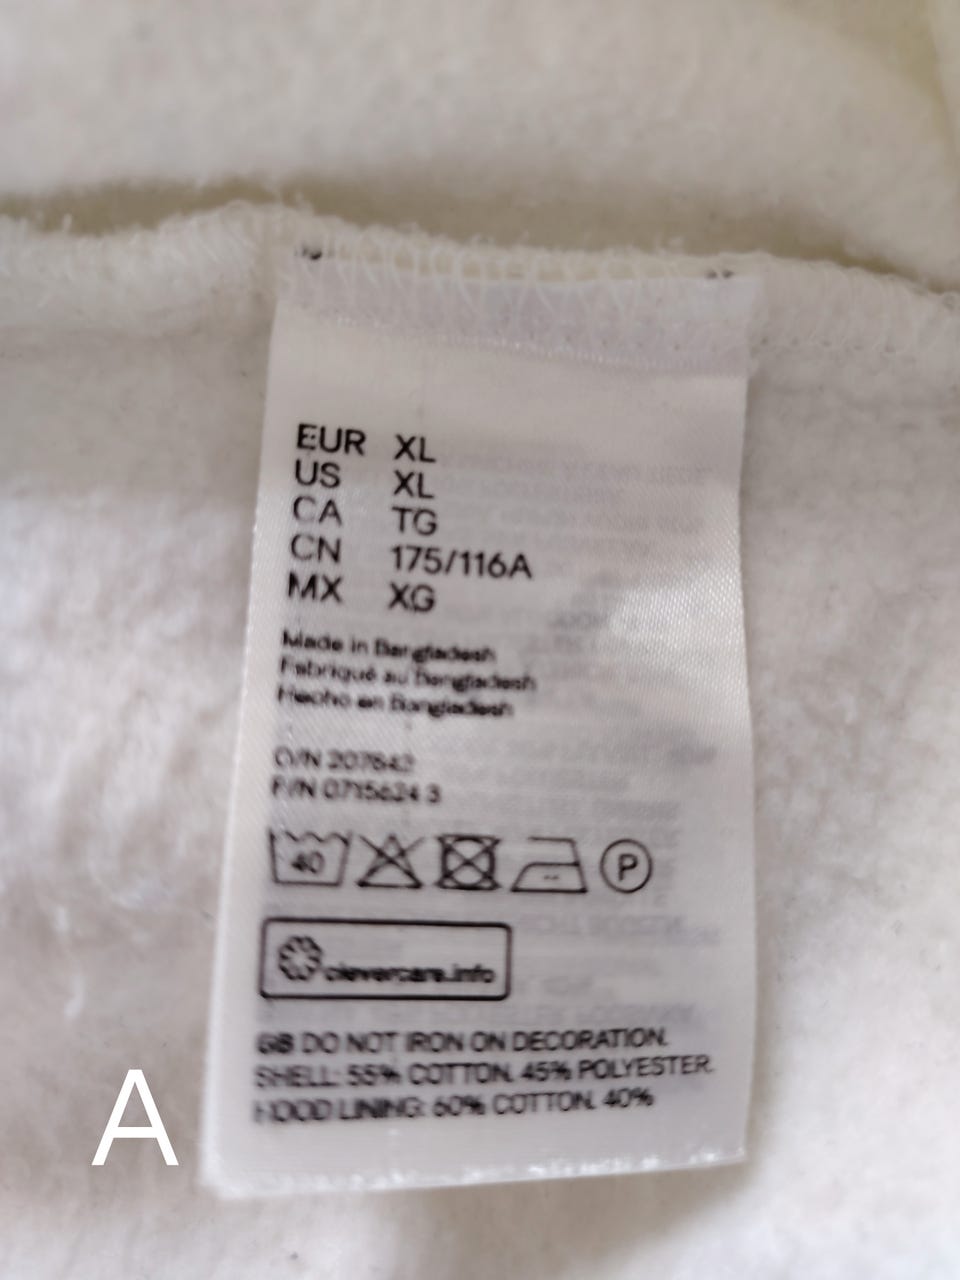 EUR XL
US XL
CA TG
CN 175/116A
MX XG
Made in Bangladesh
Fabriqué au Bangladesh
Hecho en Bangladesh
O/N 207842
P/N 0715624 3
40
P
clevercare.info
GB DO NOT IRON ON DECORATION.
SHELL: 55% COTTON. 45% POLYESTER.
HOOD LINING: 60% COTTON. 40%
A